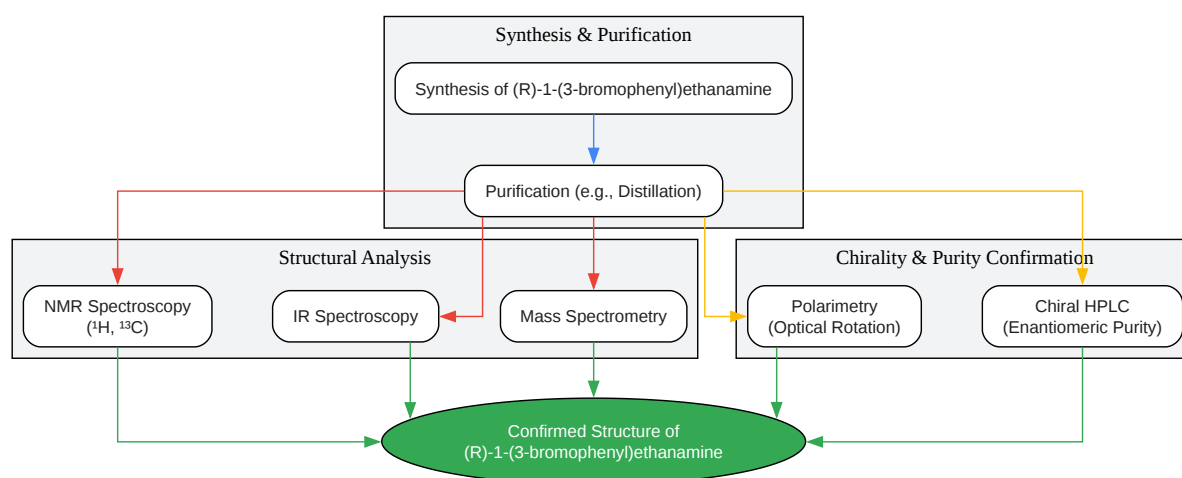 Synthesis & Purification
Synthesis of (R)-1-(3-bromophenyl)ethanamine
Purification (e.g., Distillation)
Structural Analysis
NMR Spectroscopy
(¹H, ¹³C)
IR Spectroscopy
Mass Spectrometry
Chirality & Purity Confirmation
Polarimetry
(Optical Rotation)
Chiral HPLC
(Enantiomeric Purity)
Confirmed Structure of
(R)-1-(3-bromophenyl)ethanamine